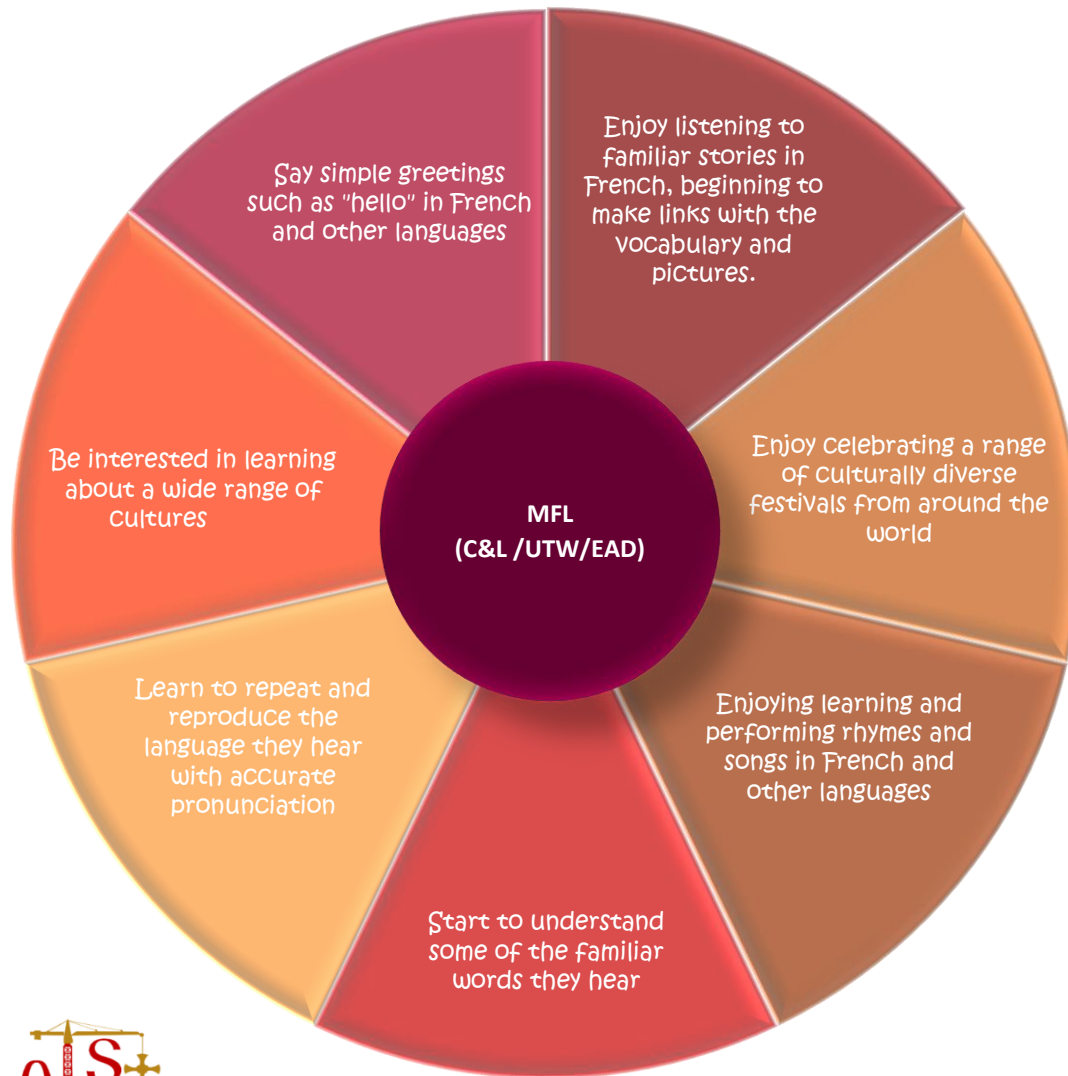 Enjoy listening to
familiar stories in
French, beginning to
make links with the
vocabulary and
pictures.
Enjoy celebrating a range
of culturally diverse
festivals from around the
world
Enjoying learning and
performing rhymes and
songs in French and
other languages
Start to understand
some of the familiar
words they hear
Learn to repeat and
reproduce the
language they hear
with accurate
pronunciation
Be interested in learning
about a wide range of
cultures
Say simple greetings
such as "hello" in French
and other languages
MFL
(C&L /UTW/EAD)